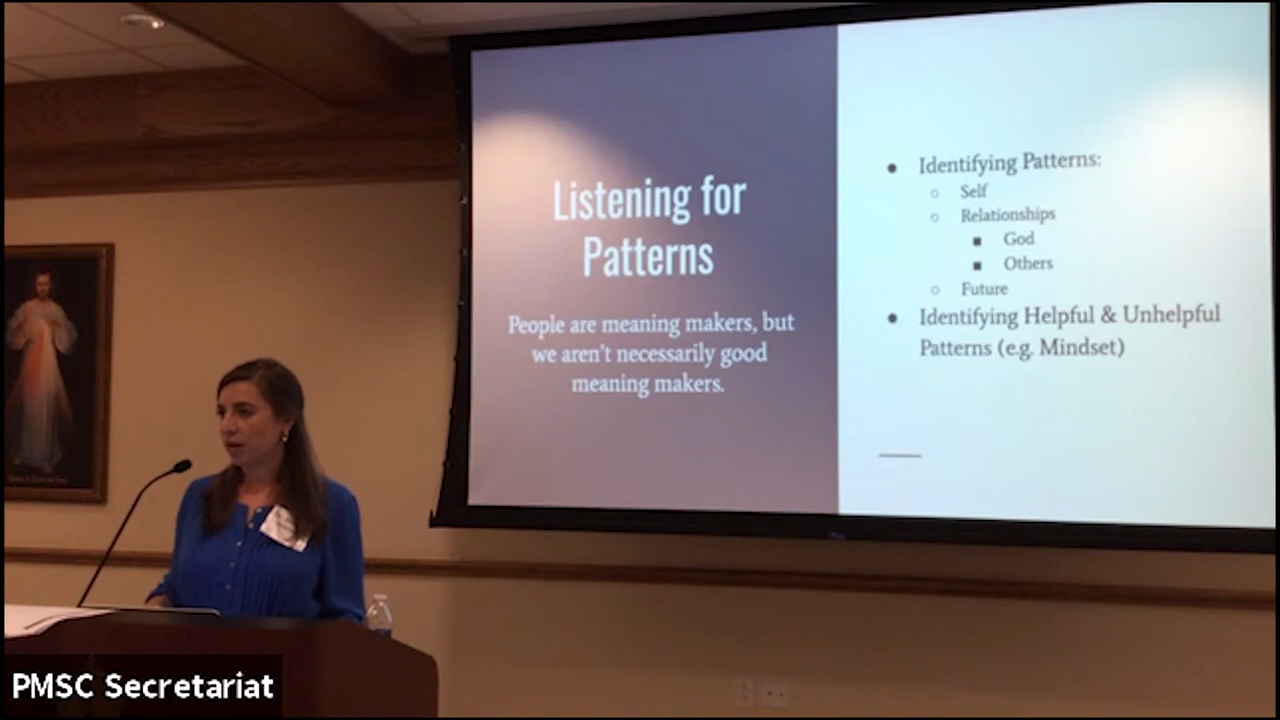 Listening for
Patterns
People are meaning makers, but
we aren't necessarily good
meaning makers.
● Identifying Patterns:
○ Self
○ Relationships
■ God
■ Others
○ Future
● Identifying Helpful & Unhelpful
Patterns (e.g. Mindset)
PMSC Secretariat